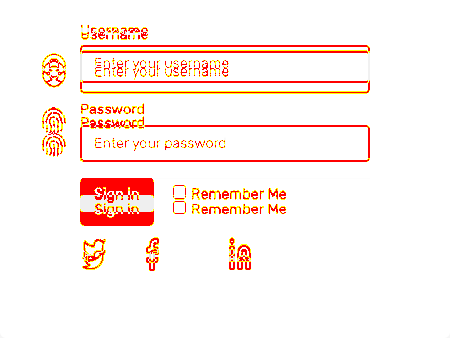 Username
Enter your username
Enter your username
Password
Password
Enter your password
Sign In
Remember Me
Sign in
Remember Me